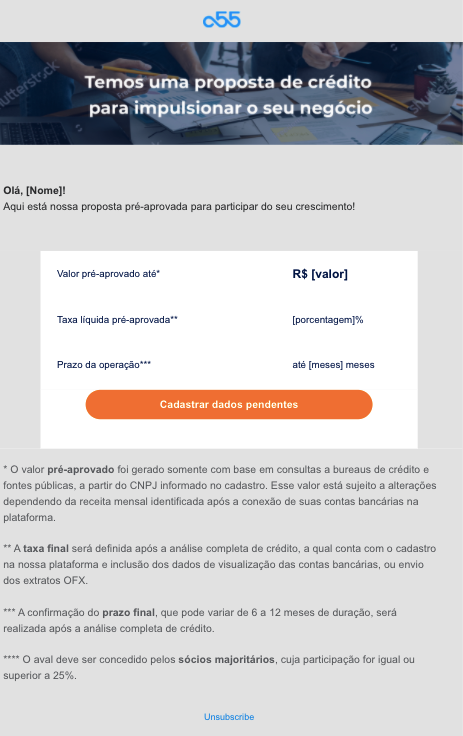 a55
Temos uma proposta de crédito
para impulsionar o seu negócio
Olá, [Nome]!
Aqui está nossa proposta pré-aprovada para participar do seu crescimento!
Valor pré-aprovado até* R$ [valor]
Taxa líquida pré-aprovada** [porcentagem]%
Prazo da operação*** até [meses] meses
Cadastrar dados pendentes
* O valor pré-aprovado foi gerado somente com base em consultas a bureaus de crédito e
fontes públicas, a partir do CNPJ informado no cadastro. Esse valor está sujeito a alterações
dependendo da receita mensal identificada após a conexão de suas contas bancárias na
plataforma.
** A taxa final será definida após a análise completa de crédito, a qual conta com o cadastro
na nossa plataforma e inclusão dos dados de visualização das contas bancárias, ou envio
dos extratos OFX.
*** A confirmação do prazo final, que pode variar de 6 a 12 meses de duração, será
realizada após a análise completa de crédito.
**** O aval deve ser concedido pelos sócios majoritários, cuja participação for igual ou
superior a 25%.
Unsubscribe